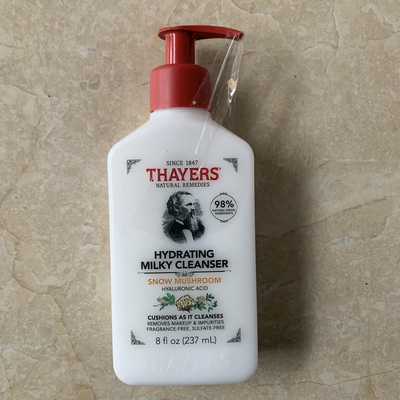 SINCE 1847
THAYERS
NATURAL REMEDIES
98%
INGREDIENTS
HYDRATING
MILKY CLEANSER
SNOW MUSHROOM
HYALURONIC ACID
CUSHIONS AS IT CLEANSES
REMOVES MAKEUP & IMPURITIES
FRAGRANCE-FREE, SULFATE-FREE
8 fl oz (237 mL)